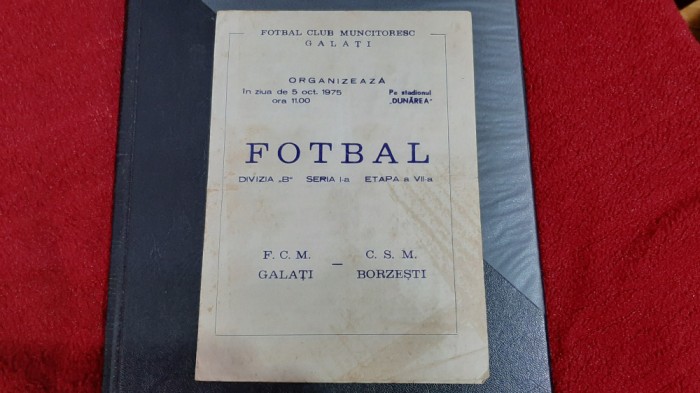 FOTBAL CLUB MUNCITORESC
GALAȚI
ORGANIZEAZĂ
în ziua de 5 oct. 1975
ora 11.00
Pe stadionul
„DUNĂREA"
FOTBAL
DIVIZIA „B" SERIA I-a ETAPA a VII-a
F. C. M. GALAȚI — C. S. M. BORZEȘTI